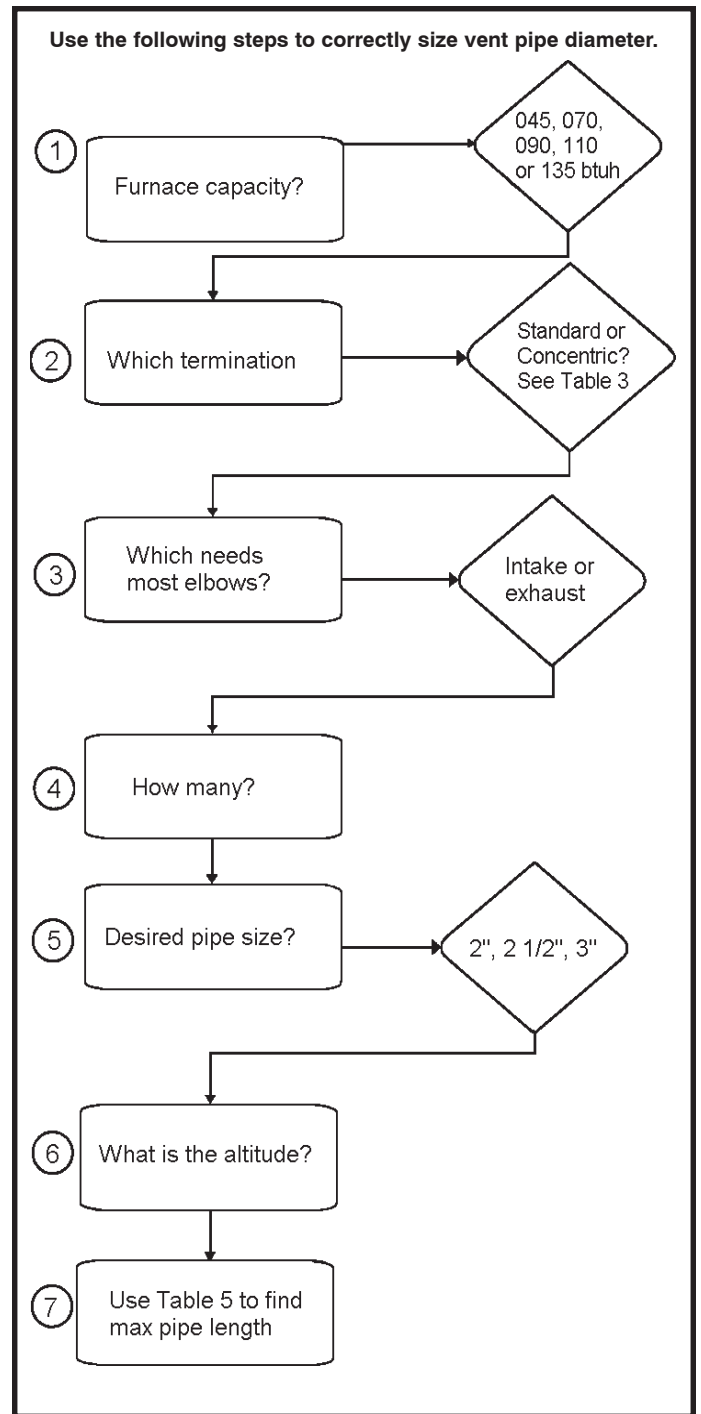 Use the following steps to correctly size vent pipe diameter.
1
Furnace capacity?
045, 070,
090, 110
or 135 btuh
2
Which termination
Standard or
Concentric?
See Table 3
3
Which needs
most elbows?
Intake or
exhaust
4
How many?
5
Desired pipe size?
2", 2 1/2", 3"
6
What is the altitude?
7
Use Table 5 to find
max pipe length